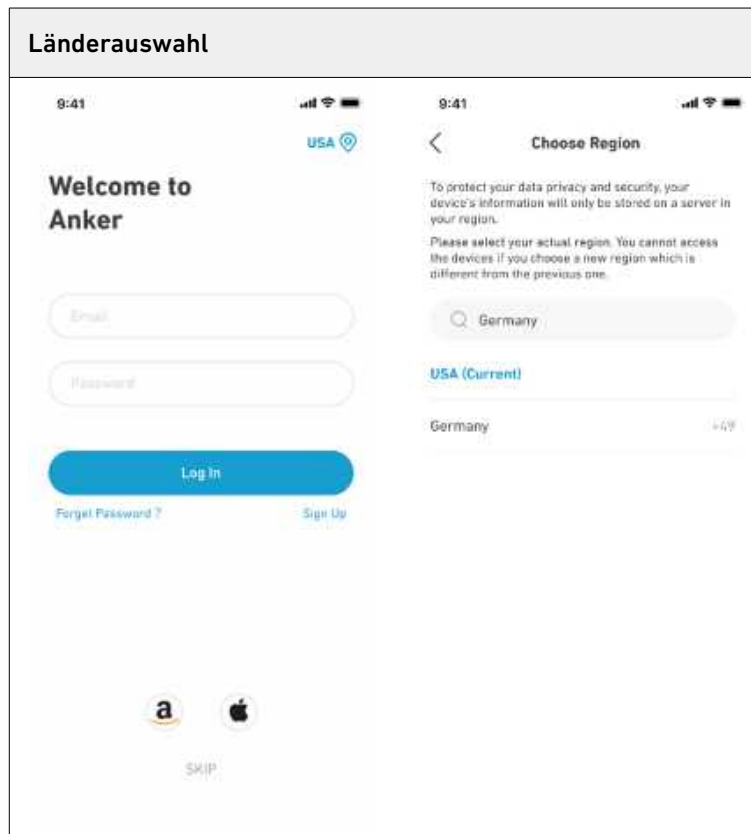 Länderauswahl
9:41
USA
Welcome to
Anker
Email
Password
Log In
Forget Password ?
Sign Up
a
SKIP
9:41
Choose Region
To protect your data privacy and security, your
device's information will only be stored on a server in
your region.
Please select your actual region. You cannot access
the devices if you choose a new region which is
different from the previous one.
Germany
USA (Current)
Germany
+49